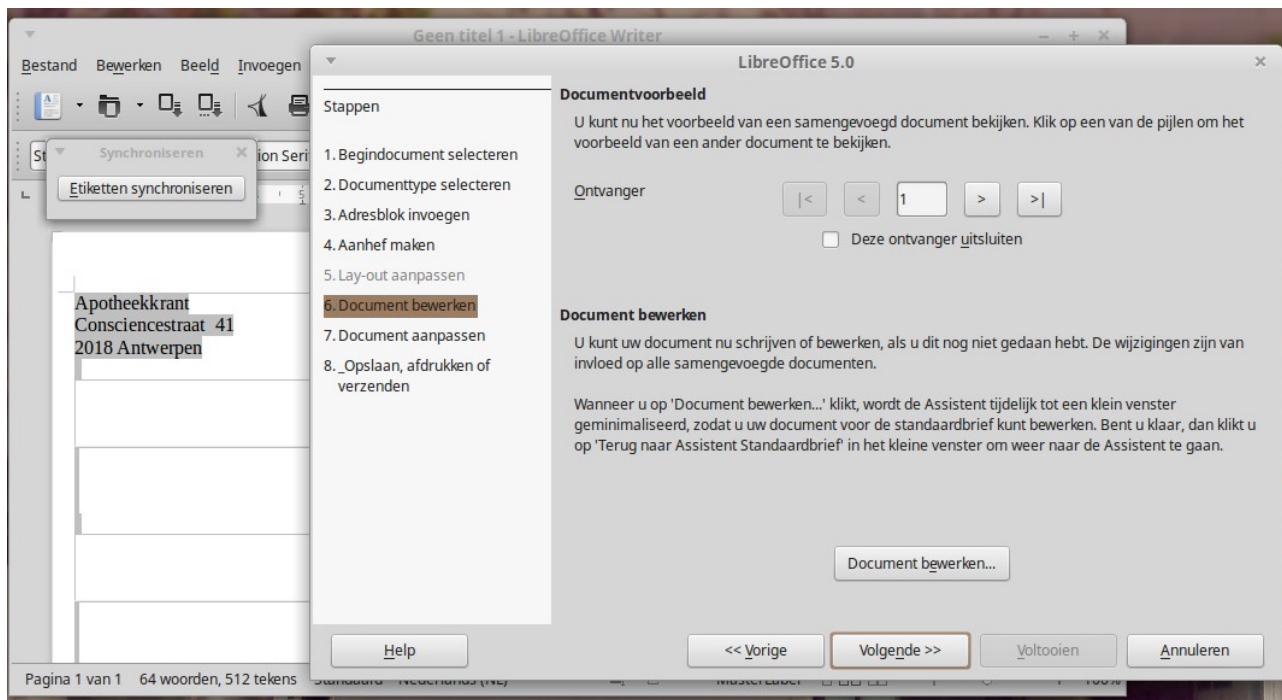 Geen titel 1 - LibreOffice Writer
Bestand Bewerken Beeld Invoegen
Synchroniseren
Etiketten synchroniseren
Apotheekkrant
Consciencestraat 41
2018 Antwerpen
Pagina 1 van 1 64 woorden, 512 tekens Standaard Nederlands (NL) MasterLabel 100%
LibreOffice 5.0
Stappen
1. Begindocument selecteren
2. Documenttype selecteren
3. Adresblok invoegen
4. Aanhef maken
5. Lay-out aanpassen
6. Document bewerken
7. Document aanpassen
8. _Opslaan, afdrukken of
verzenden
Documentvoorbeeld
U kunt nu het voorbeeld van een samengevoegd document bekijken. Klik op een van de pijlen om het
voorbeeld van een ander document te bekijken.
Ontvanger |< < 1 > >|
Deze ontvanger uitsluiten
Document bewerken
U kunt uw document nu schrijven of bewerken, als u dit nog niet gedaan hebt. De wijzigingen zijn van
invloed op alle samengevoegde documenten.
Wanneer u op 'Document bewerken...' klikt, wordt de Assistent tijdelijk tot een klein venster
geminimaliseerd, zodat u uw document voor de standaardbrief kunt bewerken. Bent u klaar, dan klikt u
op 'Terug naar Assistent Standaardbrief' in het kleine venster om weer naar de Assistent te gaan.
Document bewerken...
Help << Vorige Volgende >> Voltooien Annuleren